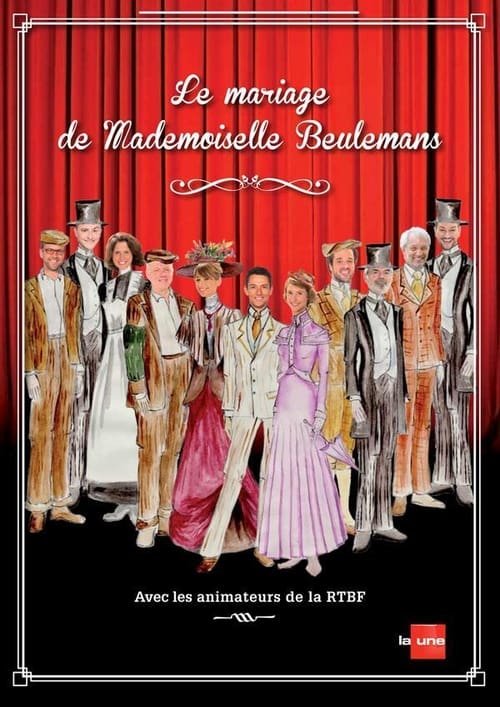 Le mariage
de Mademoiselle Beulemans
Avec les animateurs de la RTBF
la une